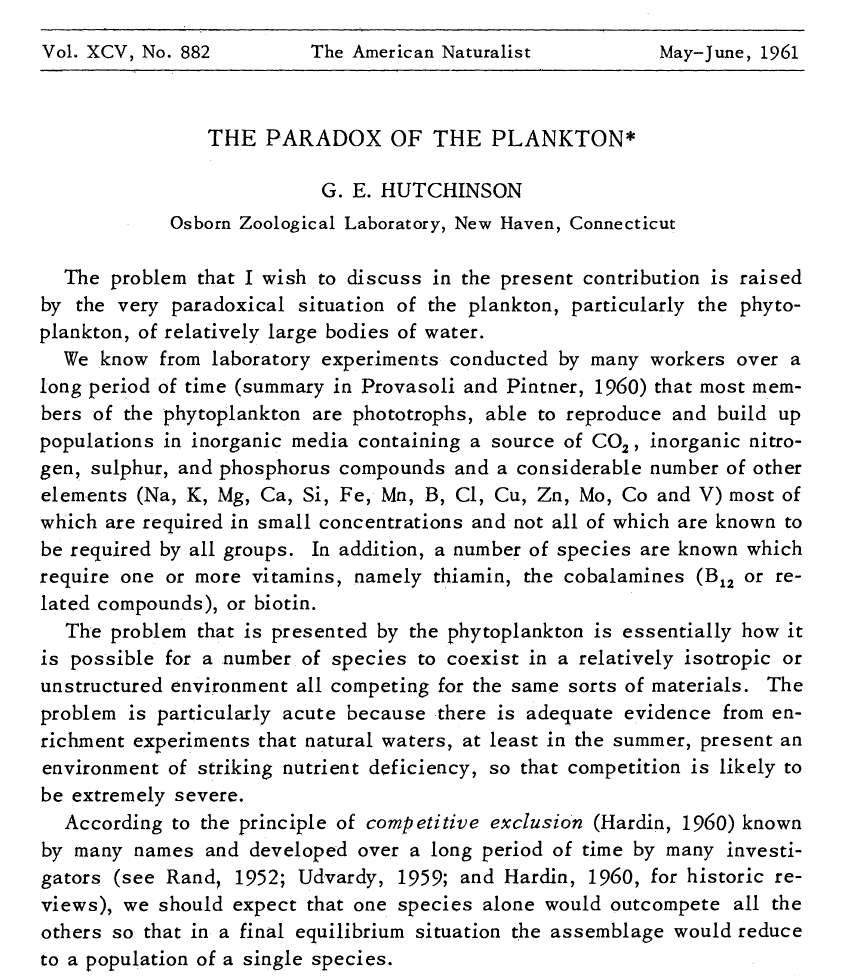 Vol. XCV, No. 882 The American Naturalist May–June, 1961
THE PARADOX OF THE PLANKTON*
G. E. HUTCHINSON
Osborn Zoological Laboratory, New Haven, Connecticut
The problem that I wish to discuss in the present contribution is raised
by the very paradoxical situation of the plankton, particularly the phyto-
plankton, of relatively large bodies of water.
We know from laboratory experiments conducted by many workers over a
long period of time (summary in Provasoli and Pintner, 1960) that most mem-
bers of the phytoplankton are phototrophs, able to reproduce and build up
populations in inorganic media containing a source of CO₂, inorganic nitro-
gen, sulphur, and phosphorus compounds and a considerable number of other
elements (Na, K, Mg, Ca, Si, Fe, Mn, B, Cl, Cu, Zn, Mo, Co and V) most of
which are required in small concentrations and not all of which are known to
be required by all groups. In addition, a number of species are known which
require one or more vitamins, namely thiamin, the cobalamines (B₁₂ or re-
lated compounds), or biotin.
The problem that is presented by the phytoplankton is essentially how it
is possible for a number of species to coexist in a relatively isotropic or
unstructured environment all competing for the same sorts of materials. The
problem is particularly acute because there is adequate evidence from en-
richment experiments that natural waters, at least in the summer, present an
environment of striking nutrient deficiency, so that competition is likely to
be extremely severe.
According to the principle of competitive exclusion (Hardin, 1960) known
by many names and developed over a long period of time by many investi-
gators (see Rand, 1952; Udvardy, 1959; and Hardin, 1960, for historic re-
views), we should expect that one species alone would outcompete all the
others so that in a final equilibrium situation the assemblage would reduce
to a population of a single species.